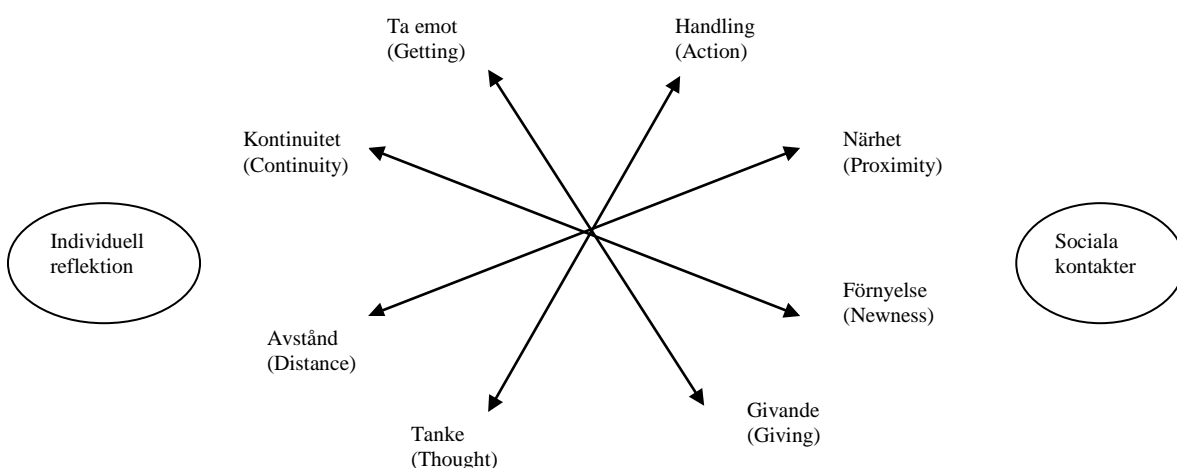 Ta emot
(Getting)
Handling
(Action)
Kontinuitet
(Continuity)
Närhet
(Proximity)
Individuell
reflektion
Sociala
kontakter
Avstånd
(Distance)
Förnyelse
(Newness)
Tanke
(Thought)
Givande
(Giving)